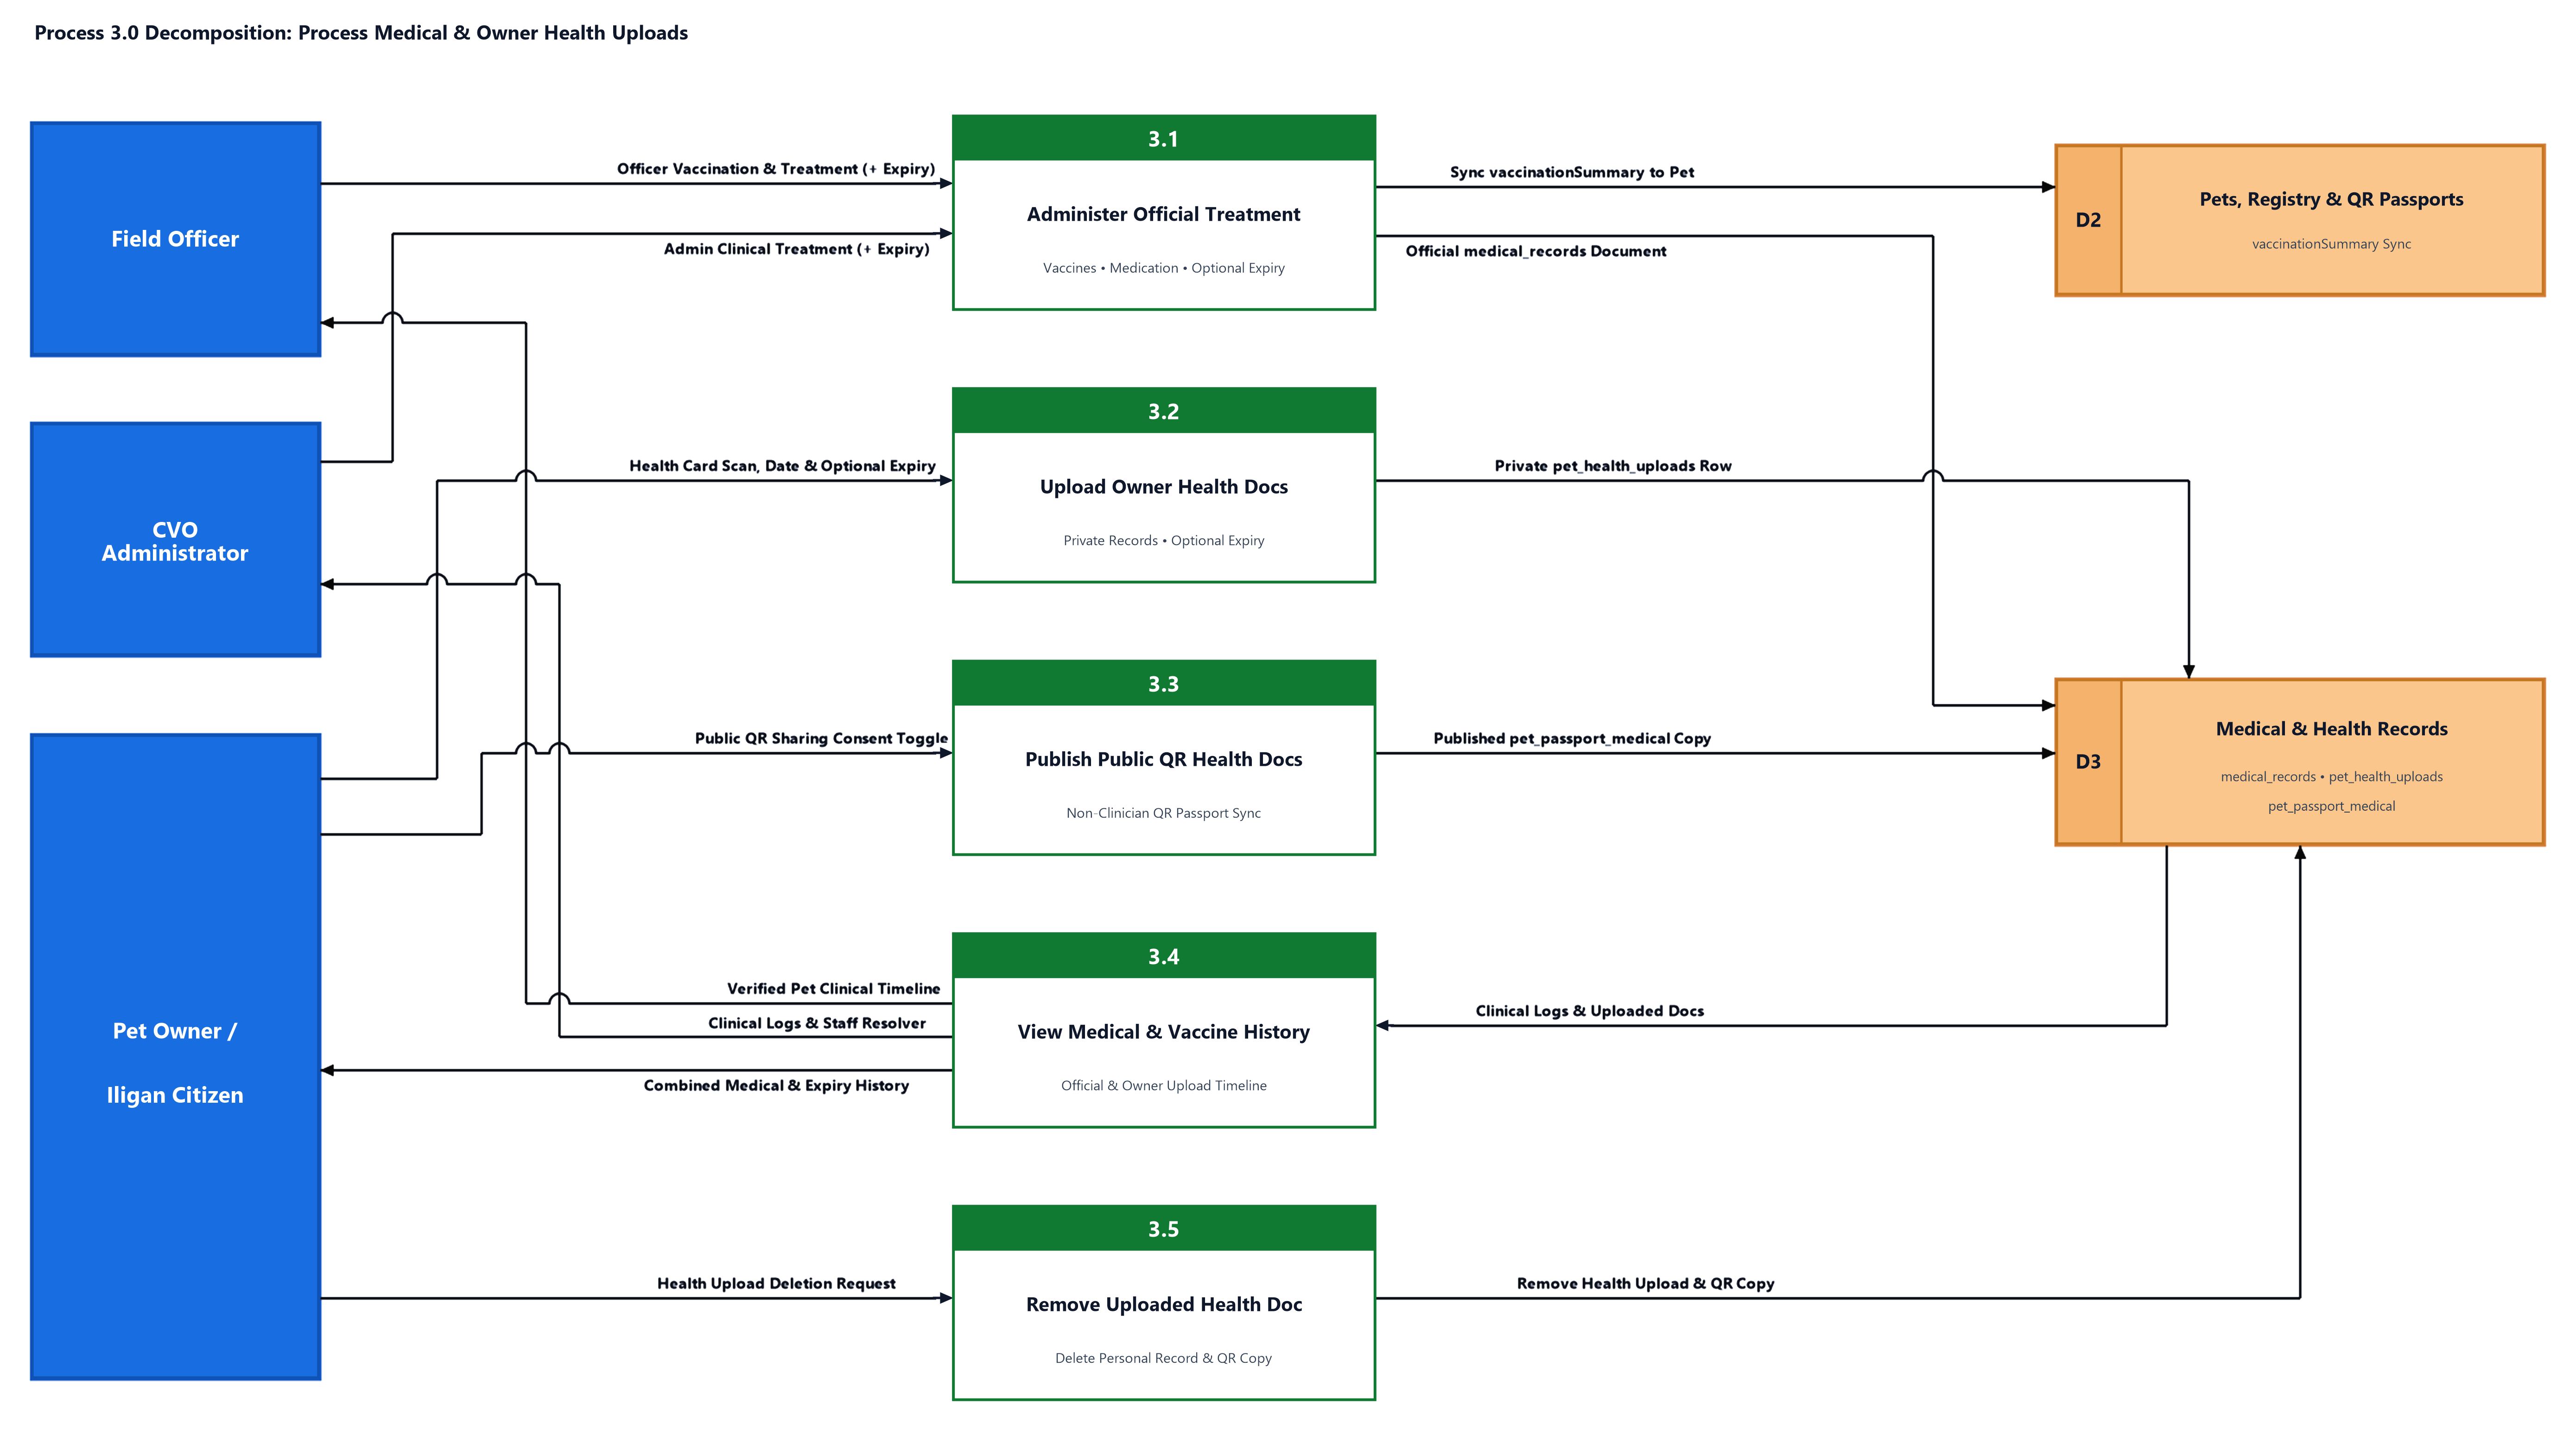 Process 3.0 Decomposition: Process Medical & Owner Health Uploads
Field Officer
CVO
Administrator
Pet Owner /
Iligan Citizen
Officer Vaccination & Treatment (+ Expiry)
Admin Clinical Treatment (+ Expiry)
Health Card Scan, Date & Optional Expiry
Public QR Sharing Consent Toggle
Verified Pet Clinical Timeline
Clinical Logs & Staff Resolver
Combined Medical & Expiry History
Health Upload Deletion Request
3.1
Administer Official Treatment
Vaccines • Medication • Optional Expiry
3.2
Upload Owner Health Docs
Private Records • Optional Expiry
3.3
Publish Public QR Health Docs
Non-Clinician QR Passport Sync
3.4
View Medical & Vaccine History
Official & Owner Upload Timeline
3.5
Remove Uploaded Health Doc
Delete Personal Record & QR Copy
Sync vaccinationSummary to Pet
Official medical_records Document
Private pet_health_uploads Row
Published pet_passport_medical Copy
Clinical Logs & Uploaded Docs
Remove Health Upload & QR Copy
D2
Pets, Registry & QR Passports
vaccinationSummary Sync
D3
Medical & Health Records
medical_records • pet_health_uploads
pet_passport_medical